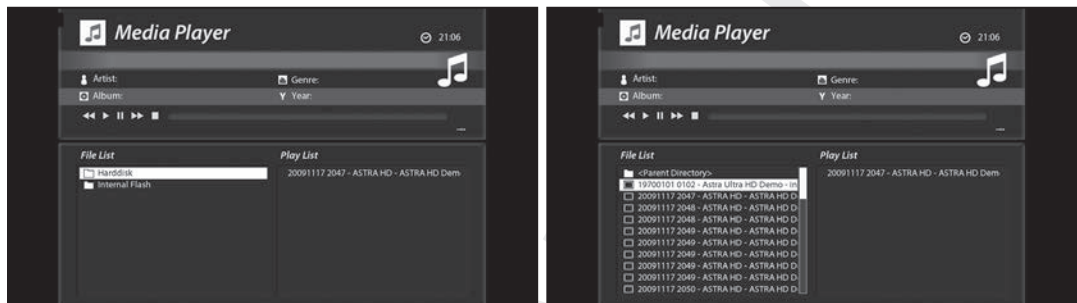 Media Player
21:06
Artist:
Genre:
Album:
Year:
File List
Play List
Harddisk
20091117 2047 - ASTRA HD - ASTRA HD Dem
Internal Flash
Media Player
21:06
Artist:
Genre:
Album:
Year:
File List
Play List
<Parent Directory>
20091117 2047 - ASTRA HD - ASTRA HD Dem
19700101 0102 - Astra Ultra HD Demo - in
20091117 2047 - ASTRA HD - ASTRA HD D
20091117 2048 - ASTRA HD - ASTRA HD D
20091117 2048 - ASTRA HD - ASTRA HD D
20091117 2049 - ASTRA HD - ASTRA HD D
20091117 2049 - ASTRA HD - ASTRA HD D
20091117 2049 - ASTRA HD - ASTRA HD D
20091117 2049 - ASTRA HD - ASTRA HD D
20091117 2049 - ASTRA HD - ASTRA HD D
20091117 2050 - ASTRA HD - ASTRA HD D